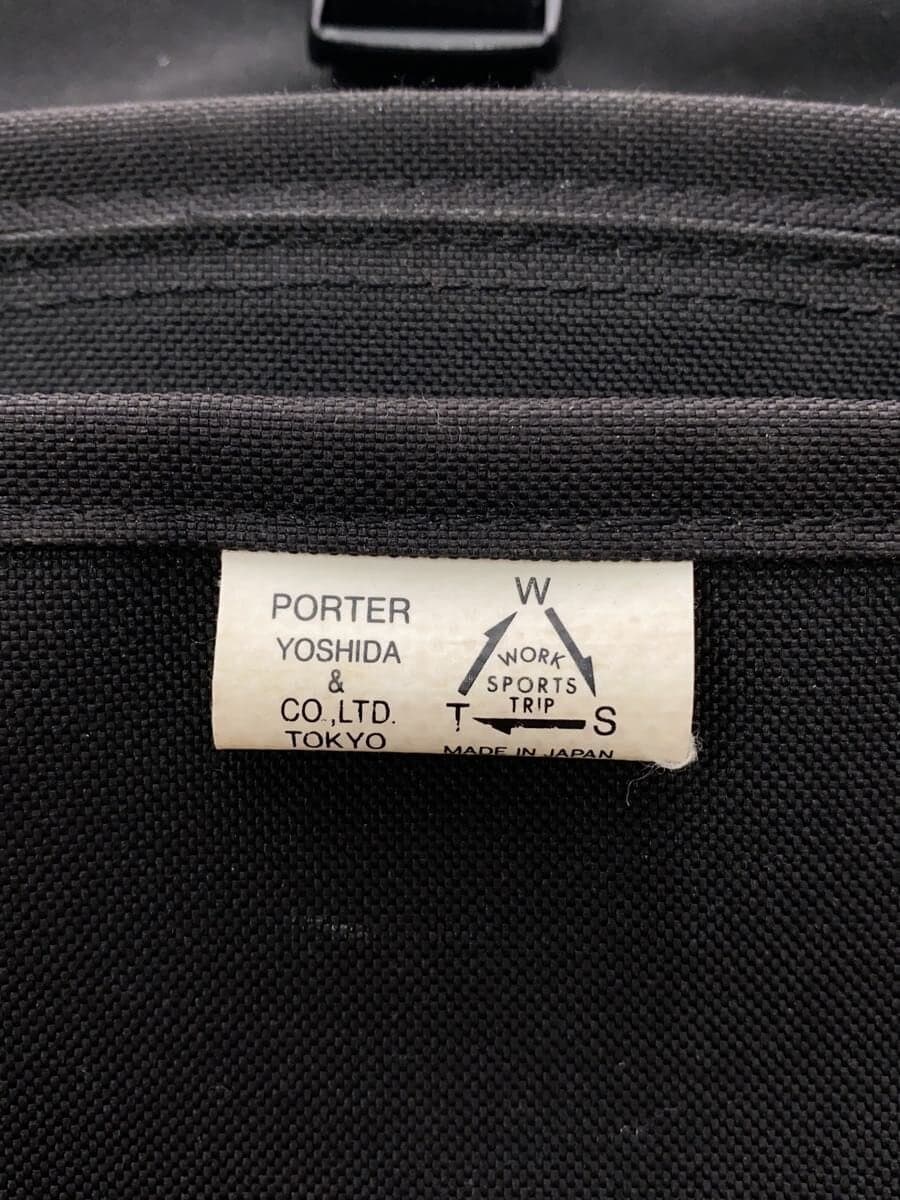 PORTER
YOSHIDA
&
CO.,LTD.
TOKYO
W
WORK
SPORTS
TRIP
T
S
MADE IN JAPAN